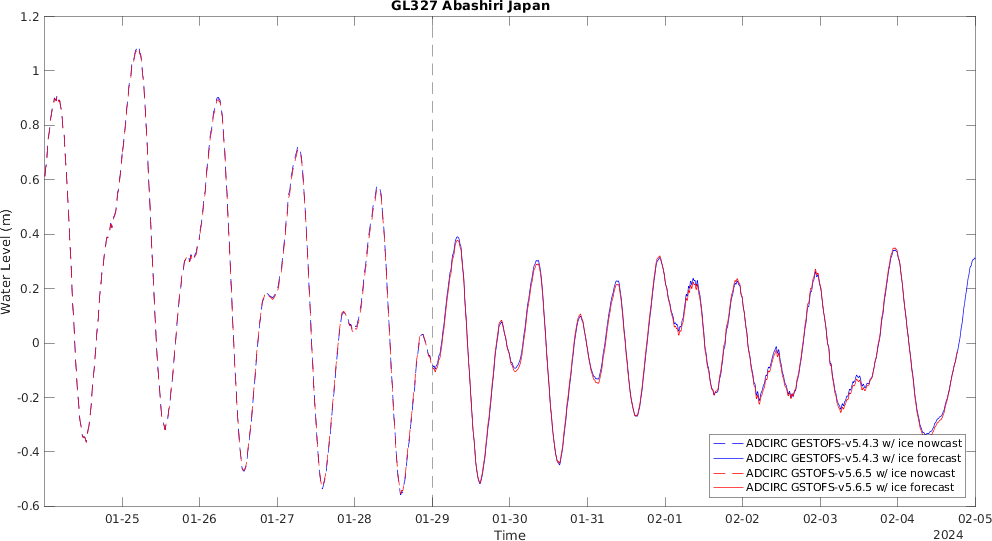 GL327 Abashiri Japan
1.2
1
0.8
0.6
0.4
0.2
0
-0.2
-0.4
-0.6
Water Level (m)
ADCIRC GESTOFS-v5.4.3 w/ ice nowcast
ADCIRC GESTOFS-v5.4.3 w/ ice forecast
ADCIRC GSTOFS-v5.6.5 w/ ice nowcast
ADCIRC GSTOFS-v5.6.5 w/ ice forecast
01-25 01-26 01-27 01-28 01-29 01-30 01-31 02-01 02-02 02-03 02-04 02-05
Time
2024